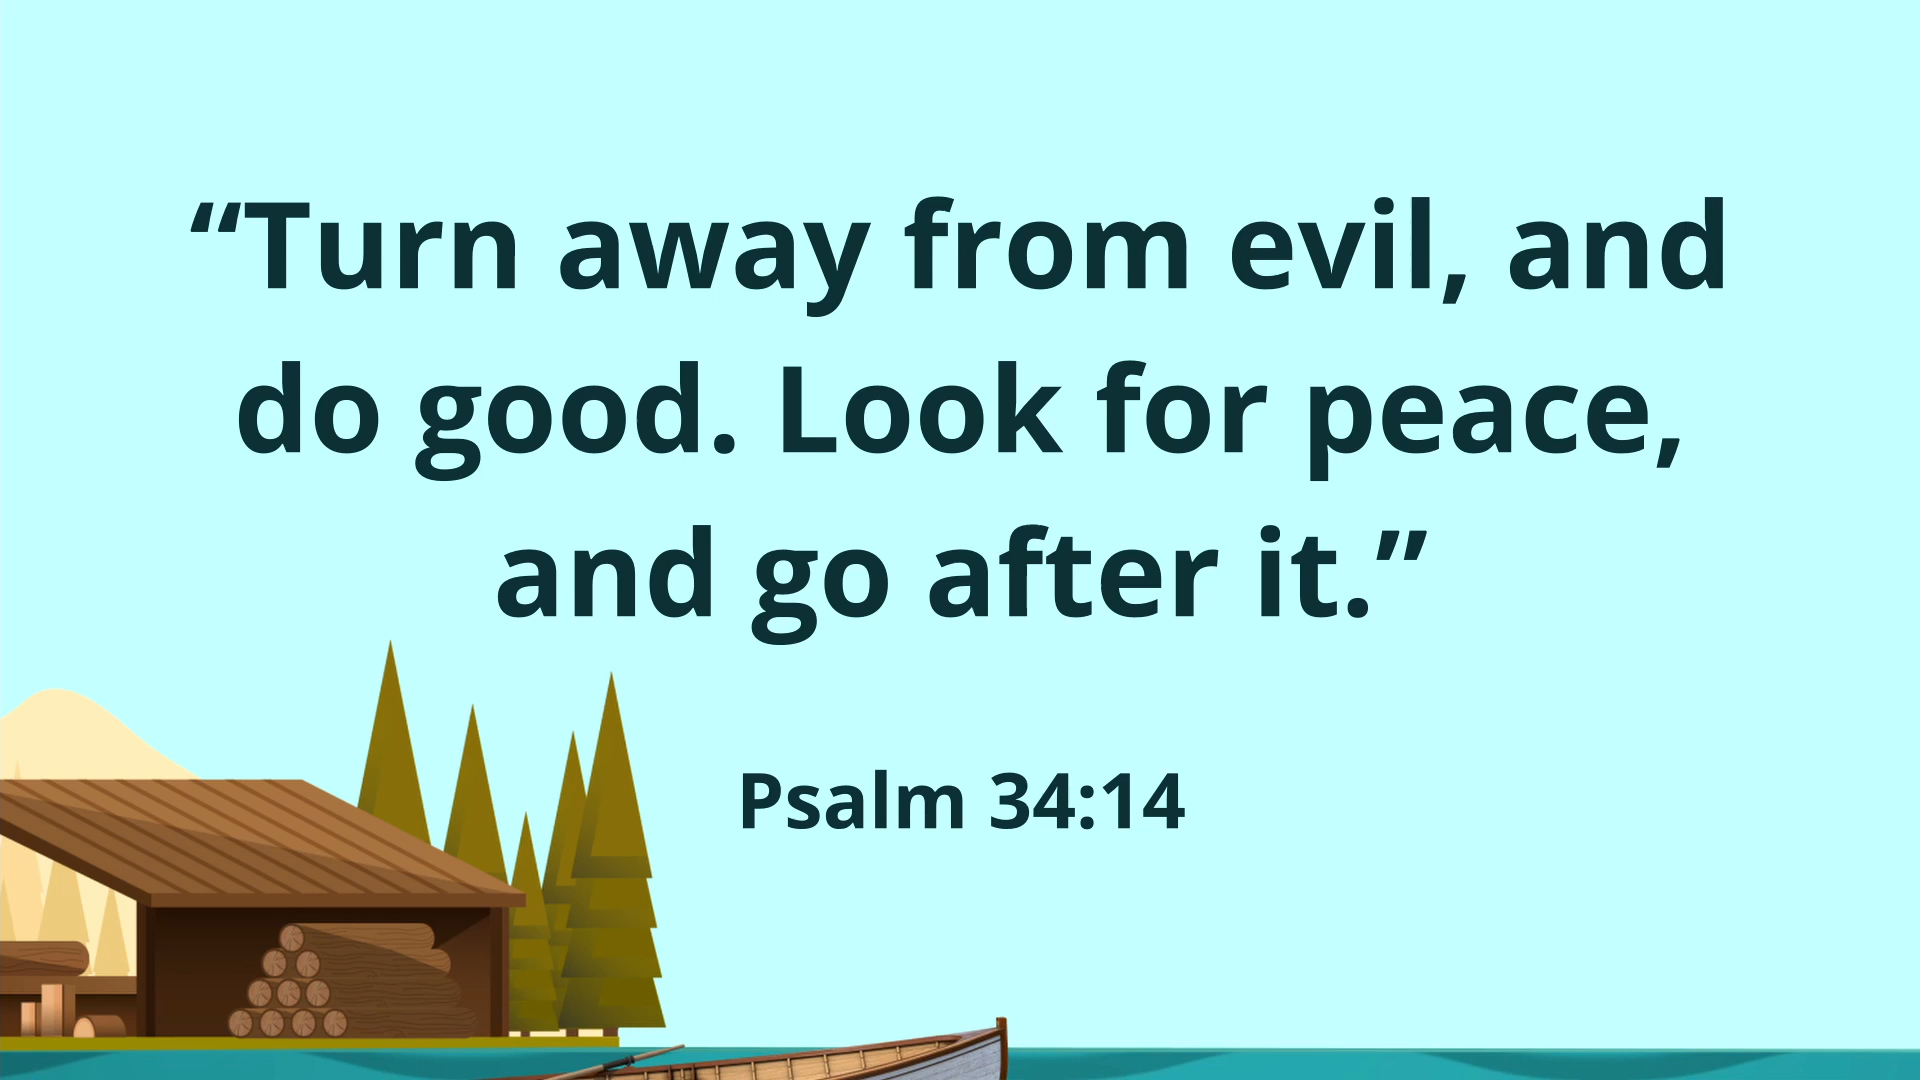 “Turn away from evil, and
do good. Look for peace,
and go after it.”
Psalm 34:14